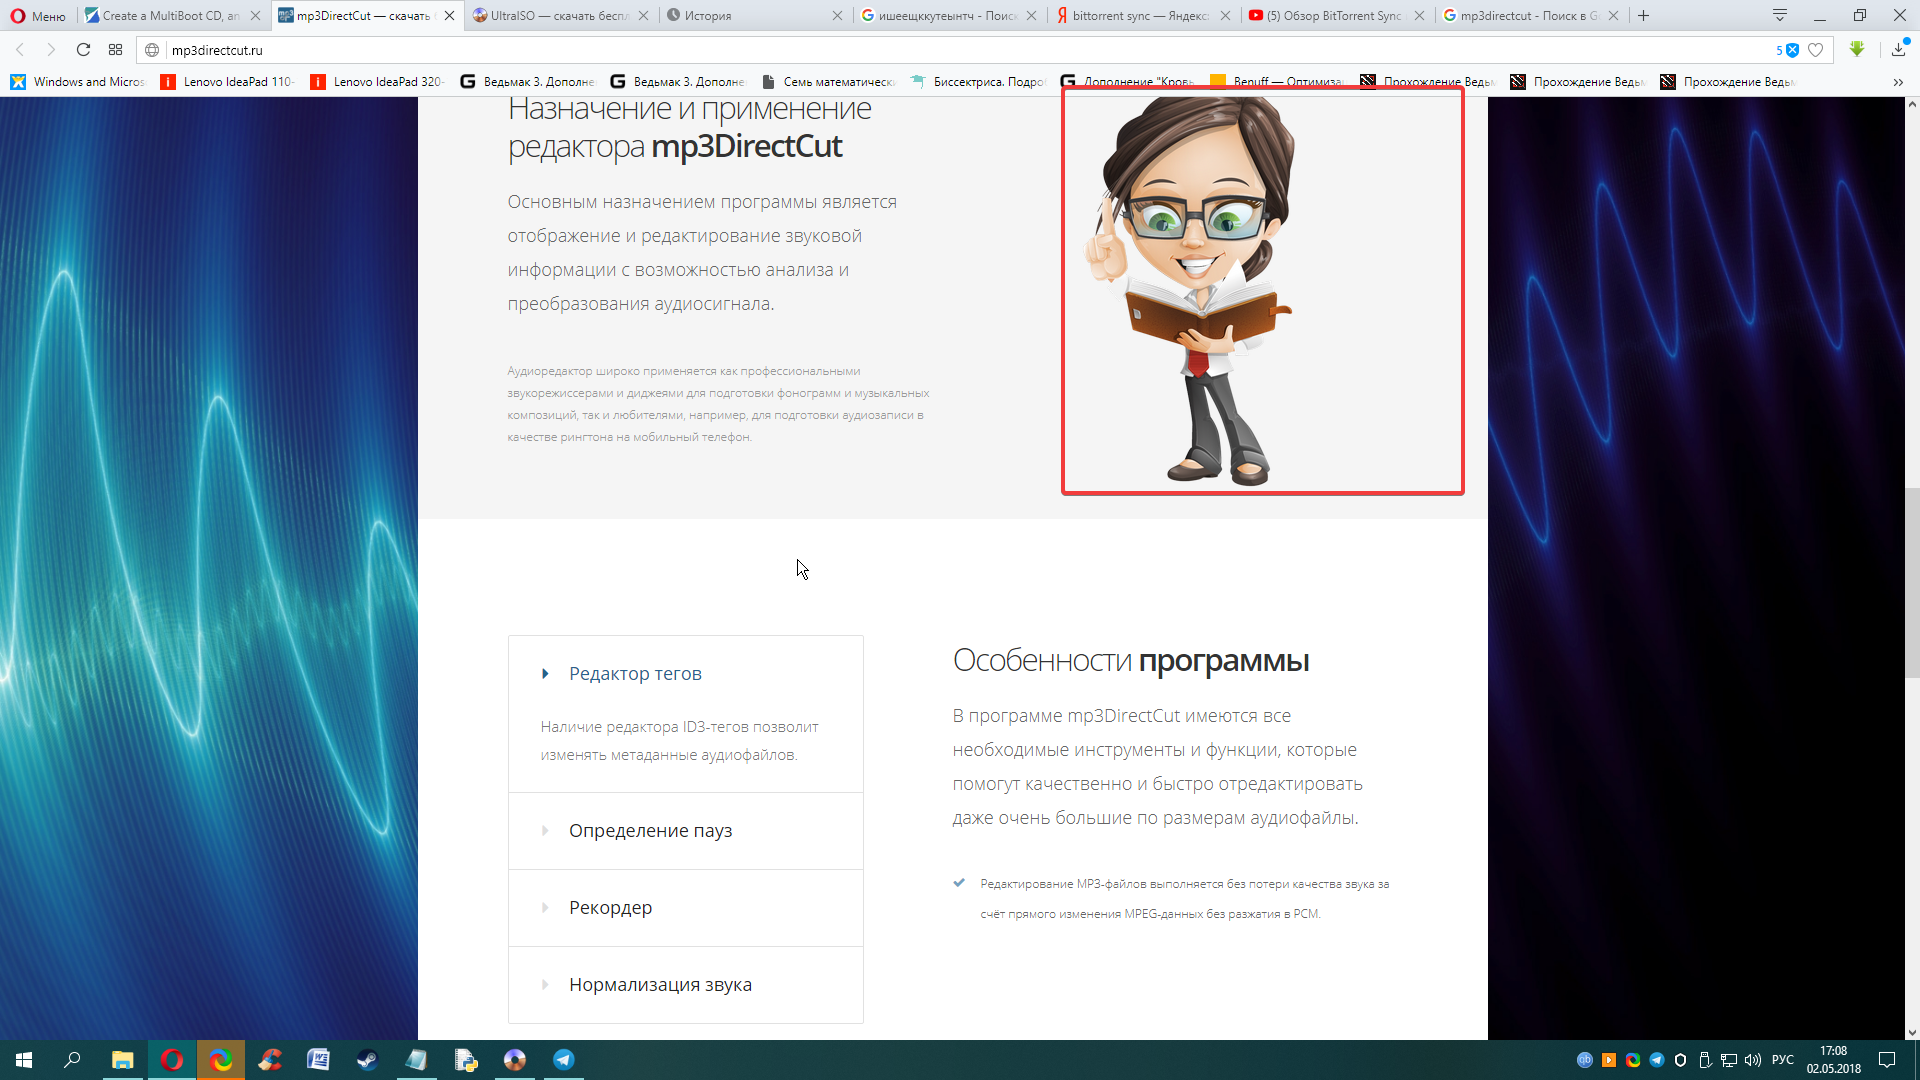 Меню
Create a MultiBoot CD, an
mp3DirectCut — скачать
UltraISO — скачать беспл
История
ишеещккутеынтч - Поиск
bittorrent sync — Яндекс
(5) Обзор BitTorrent Sync
mp3directcut - Поиск в G
mp3directcut.ru
5
Windows and Micros
Lenovo IdeaPad 110-
Lenovo IdeaPad 320-
Ведьмак 3. Дополне
Ведьмак 3. Дополне
Семь математически
Биссектриса. Подро
Дополнение "Кровь
Benuff — Оптимиза
Прохождение Ведьм
Прохождение Ведьм
Прохождение Ведьм
Назначение и применение
редактора mp3DirectCut
Основным назначением программы является
отображение и редактирование звуковой
информации с возможностью анализа и
преобразования аудиосигнала.
Аудиоредактор широко применяется как профессиональными
звукорежиссерами и диджеями для подготовки фонограмм и музыкальных
композиций, так и любителями, например, для подготовки аудиозаписи в
качестве рингтона на мобильный телефон.
Редактор тегов
Наличие редактора ID3-тегов позволит
изменять метаданные аудиофайлов.
Определение пауз
Рекордер
Нормализация звука
Особенности программы
В программе mp3DirectCut имеются все
необходимые инструменты и функции, которые
помогут качественно и быстро отредактировать
даже очень большие по размерам аудиофайлы.
Редактирование MP3-файлов выполняется без потери качества звука за
счёт прямого изменения MPEG-данных без разжатия в PCM.
РУС
17:08
02.05.2018